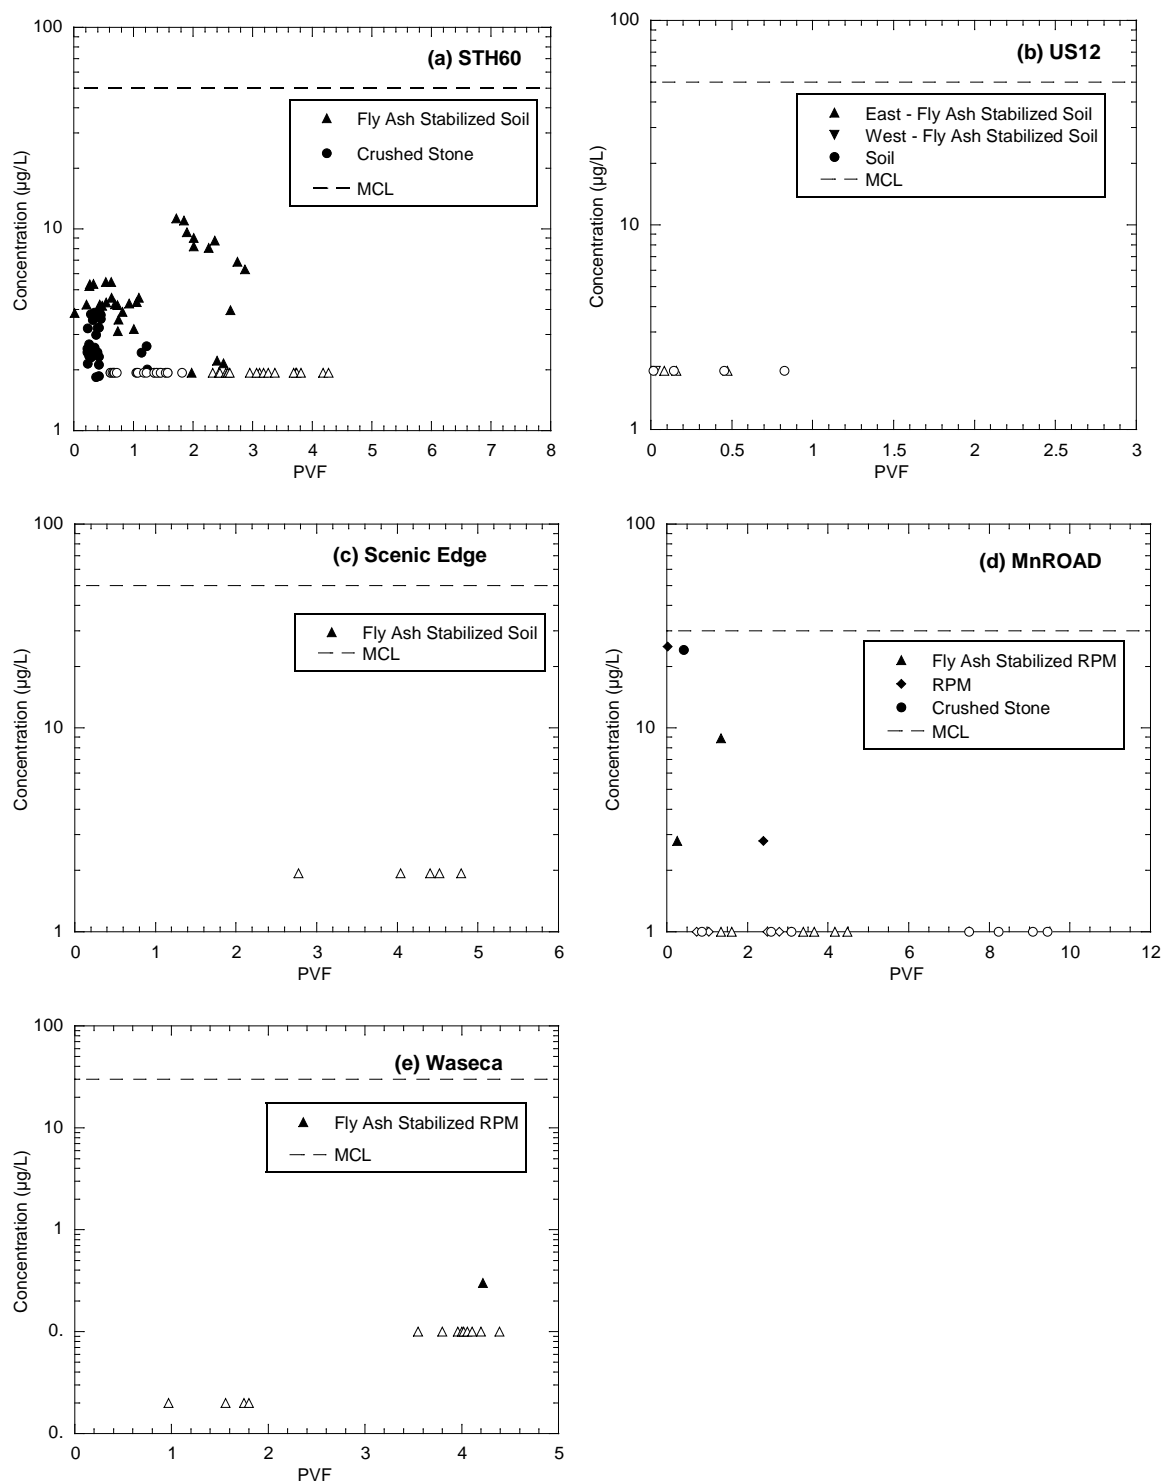 (a) STH60
Concentration (µg/L)
100
10
1
Fly Ash Stabilized Soil
Crushed Stone
MCL
0 1 2 3 4 5 6 7 8
PVF
(b) US12
Concentration (µg/L)
100
10
1
East - Fly Ash Stabilized Soil
West - Fly Ash Stabilized Soil
Soil
MCL
0 0.5 1 1.5 2 2.5 3
PVF
(c) Scenic Edge
Concentration (µg/L)
100
10
1
Fly Ash Stabilized Soil
MCL
0 1 2 3 4 5 6
PVF
(d) MnROAD
Concentration (µg/L)
100
10
1
Fly Ash Stabilized RPM
RPM
Crushed Stone
MCL
0 2 4 6 8 10 12
PVF
(e) Waseca
Concentration (µg/L)
100
10
1
0.
0.
Fly Ash Stabilized RPM
MCL
0 1 2 3 4 5
PVF